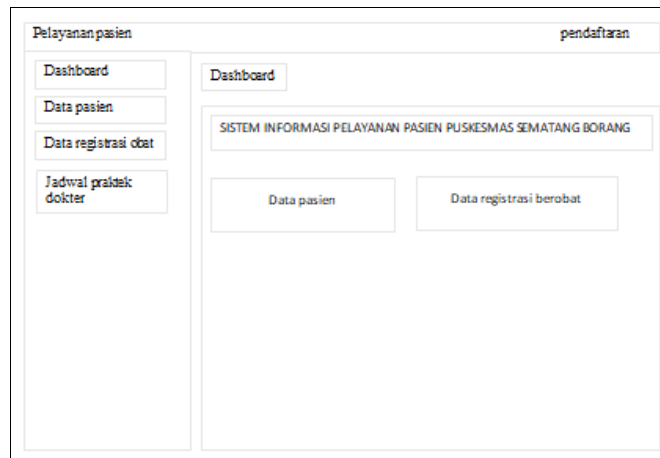 Pelayanan pasien
pendaftaran
Dashboard
Data pasien
Data registrasi obat
Jadwal praktek
dokter
Dashboard
SISTEM INFORMASI PELAYANAN PASIEN PUSKESMAS SEMATANG BORANG
Data pasien
Data registrasi berobat